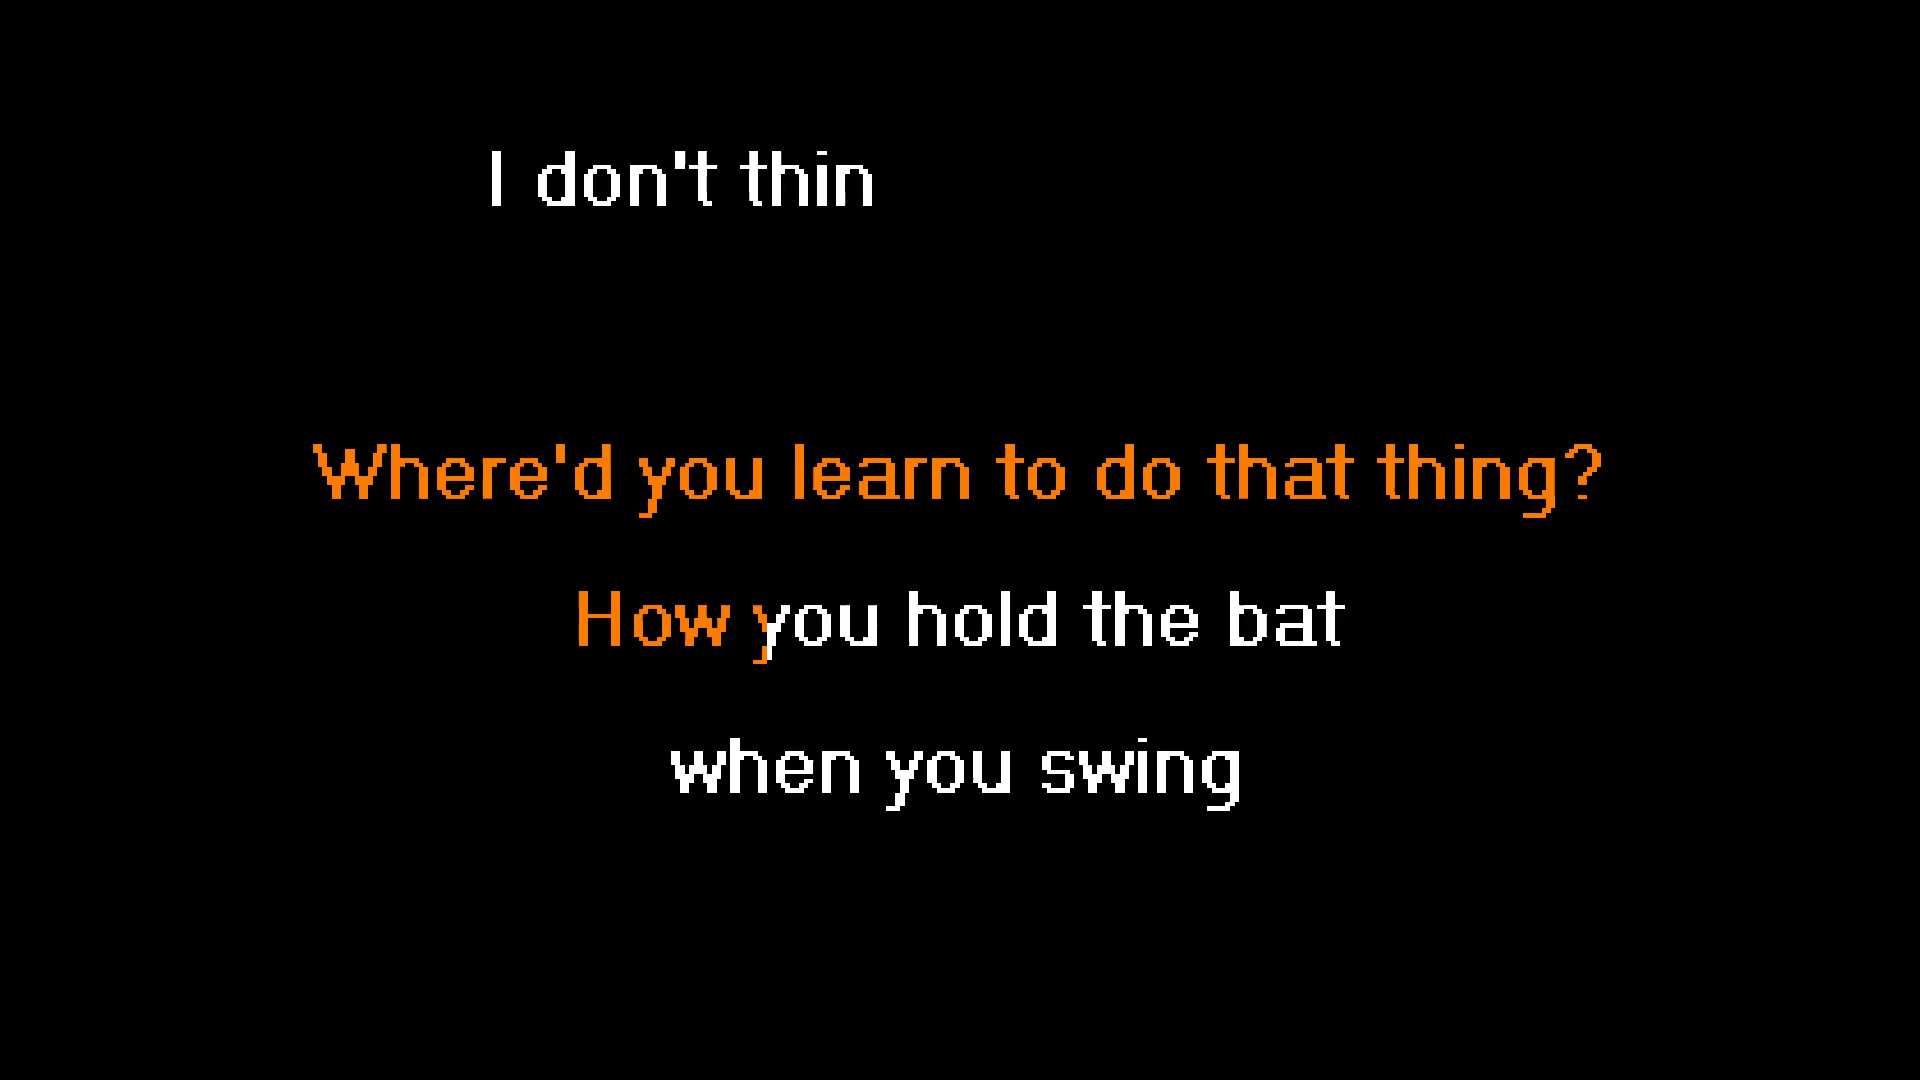 I don't thin
Where'd you learn to do that thing?
How you hold the bat
when you swing